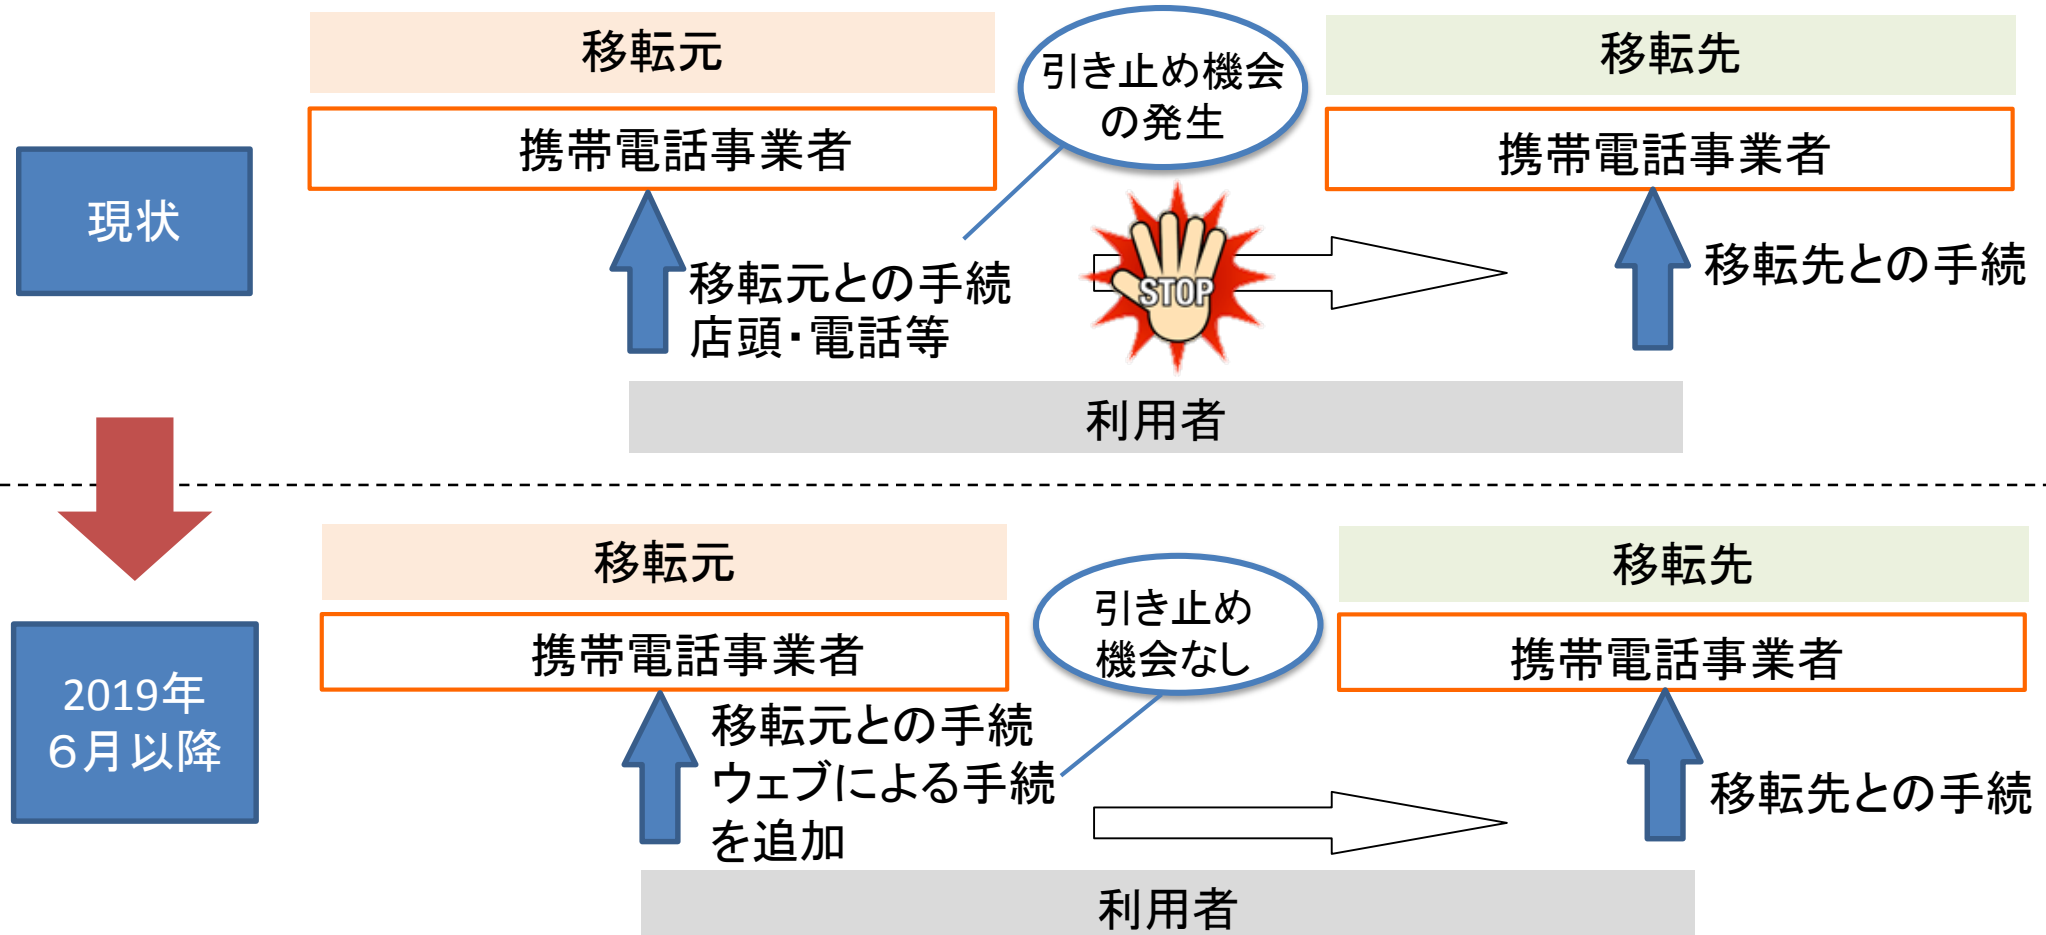 移転元
引き止め機会
の発生
移転先
携帯電話事業者
携帯電話事業者
現状
移転元との手続
店頭・電話等
STOP
移転先との手続
利用者
移転元
引き止め
機会なし
移転先
携帯電話事業者
携帯電話事業者
2019年
６月以降
移転元との手続
ウェブによる手続
を追加
移転先との手続
利用者